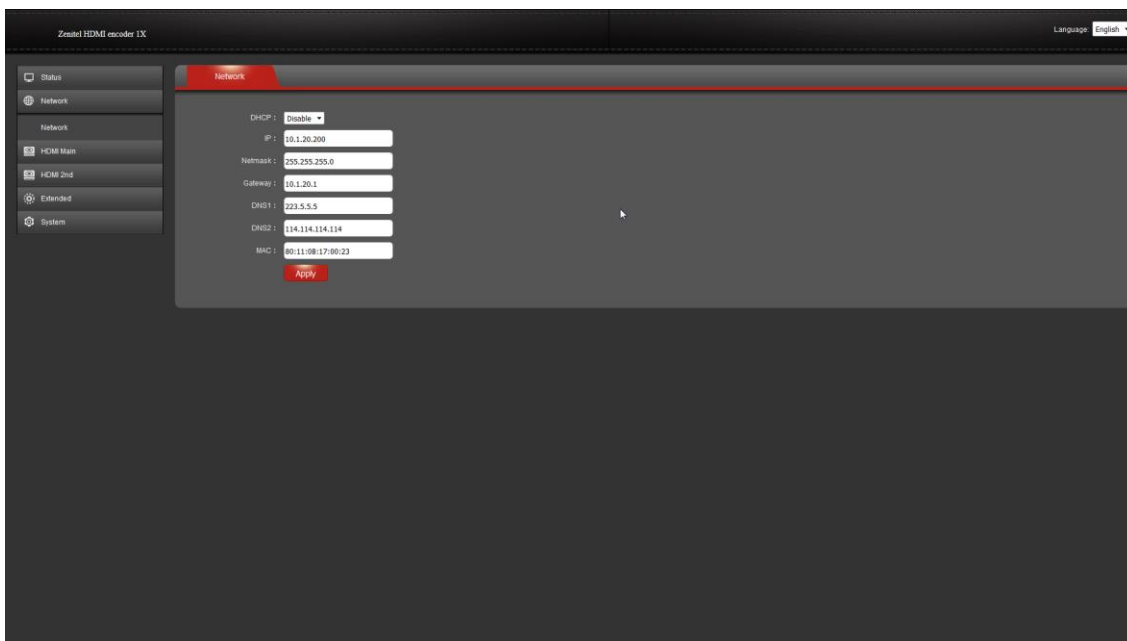 Zenitel HDMI encoder 1X
Language: English
Status
Network
Network
HDMI Main
HDMI 2nd
Extended
System
Network
DHCP : Disable
IP : 10.1.20.200
Netmask : 255.255.255.0
Gateway : 10.1.20.1
DNS1 : 223.5.5.5
DNS2 : 114.114.114.114
MAC : 80:11:08:17:00:23
Apply